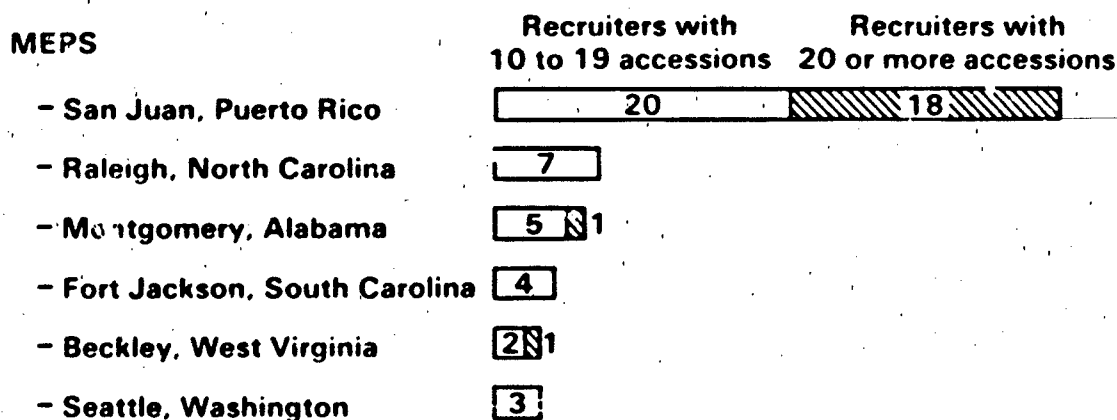 MEPS
Recruiters with Recruiters with
10 to 19 accessions 20 or more accessions
– San Juan, Puerto Rico 20 18
– Raleigh, North Carolina 7
– Montgomery, Alabama 5 1
– Fort Jackson, South Carolina 4
– Beckley, West Virginia 2 1
– Seattle, Washington 3